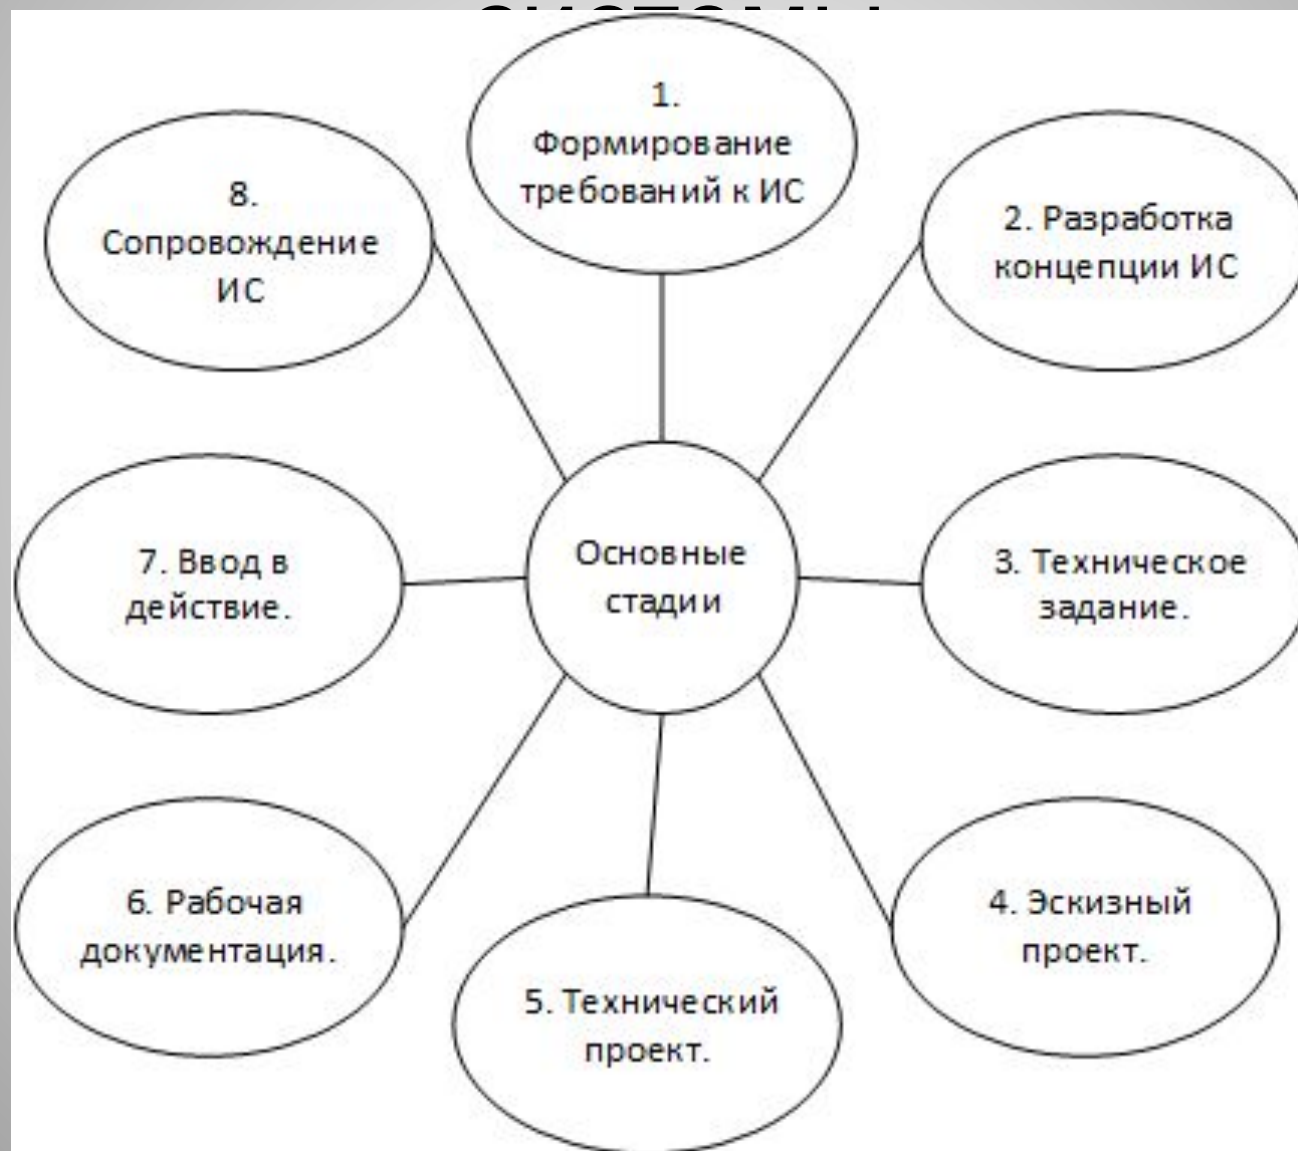 1.
Формирование
требований к ИС
2. Разработка
концепции ИС
3. Техническое
задание.
4. Эскизный
проект.
5. Технический
проект.
6. Рабочая
документация.
7. Ввод в
действие.
8.
Сопровождение
ИС
Основные
стадии